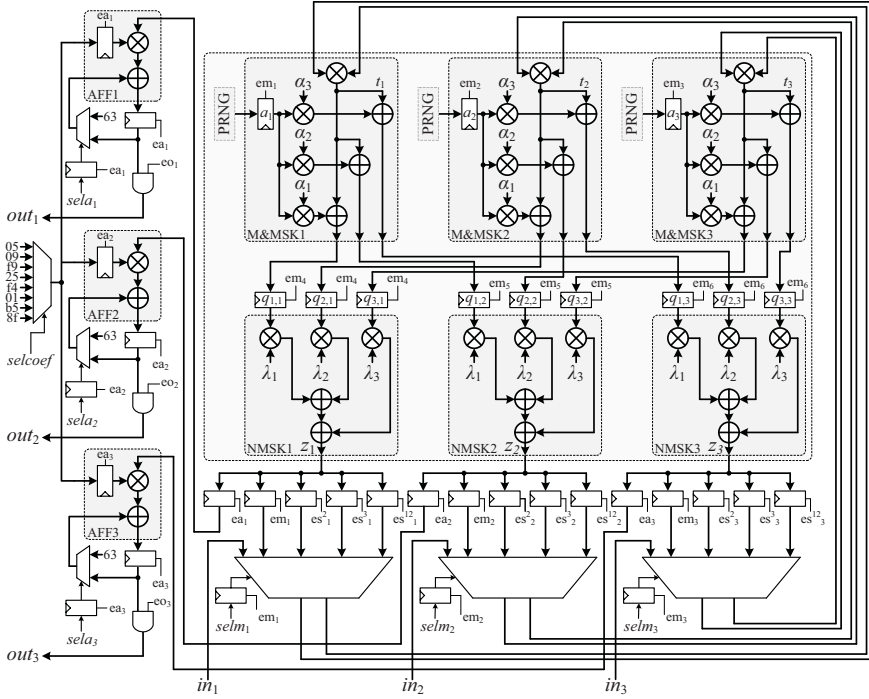 ea1
AFF1
63
ea1
ea1
eo1
sela1
out1
05
09
f9
25
f4
01
b5
8f
selcoef
ea2
AFF2
63
ea2
ea2
eo2
sela2
out2
ea3
AFF3
63
ea3
ea3
eo3
sela3
out3
PRNG
em1
a1
α3
t1
α2
α1
M&MSK1
PRNG
em2
a2
α3
t2
α2
α1
M&MSK2
PRNG
em3
a3
α3
t3
α2
α1
M&MSK3
q1,1 em4 q2,1 em4 q3,1 em4
q1,2 em5 q2,2 em5 q3,2 em5
q1,3 em6 q2,3 em6 q3,3 em6
λ1 λ2 λ3
λ1 λ2 λ3
λ1 λ2 λ3
NMSK1 z1
NMSK2 z2
NMSK3 z3
ea1 em1 es²1 es³1 es¹²1
ea2 em2 es²2 es³2 es¹²2
ea3 em3 es²3 es³3 es¹²3
selm1 em1
selm2 em2
selm3 em3
in1
in2
in3